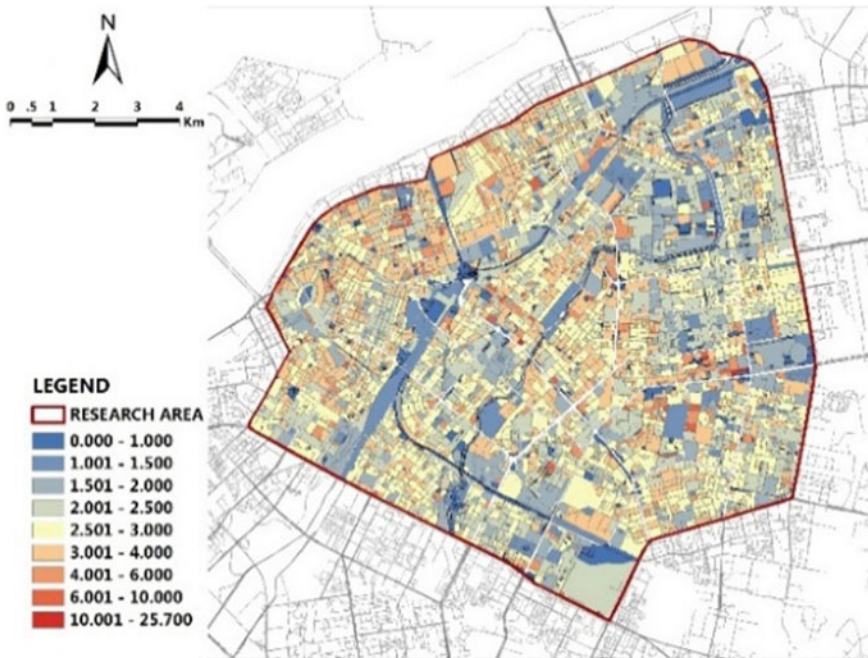 N
0 .5 1 2 3 4
Km
LEGEND
RESEARCH AREA
0.000 - 1.000
1.001 - 1.500
1.501 - 2.000
2.001 - 2.500
2.501 - 3.000
3.001 - 4.000
4.001 - 6.000
6.001 - 10.000
10.001 - 25.700